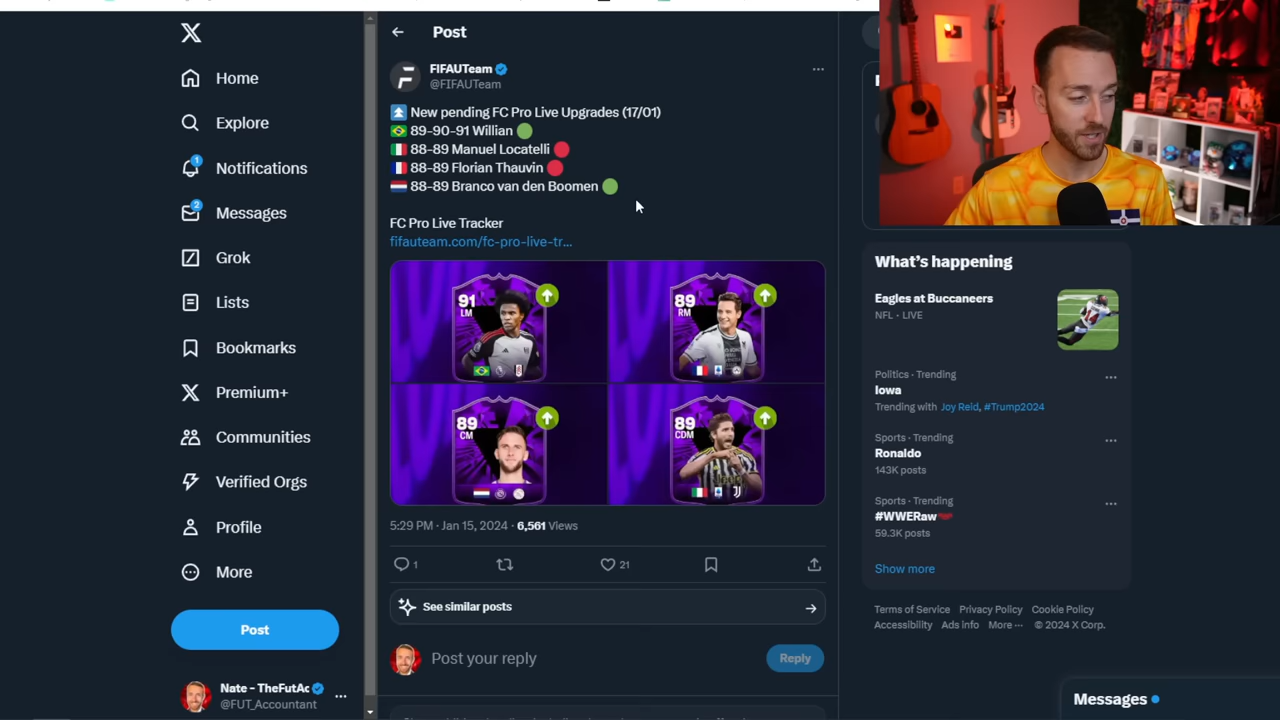 Home
Explore
1
Notifications
2
Messages
Grok
Lists
Bookmarks
Premium+
Communities
Verified Orgs
Profile
More
Post
Nate - TheFutAc
@FUT_Accountant
Post
FIFAUTeam
@FIFAUTeam
New pending FC Pro Live Upgrades (17/01)
89-90-91 Willian
88-89 Manuel Locatelli
88-89 Florian Thauvin
88-89 Branco van den Boomen
FC Pro Live Tracker
fifauteam.com/fc-pro-live-tr...
91
LM
89
RM
89
CM
89
CDM
5:29 PM · Jan 15, 2024 · 6,561 Views
1
21
See similar posts
Post your reply
Reply
What's happening
Eagles at Buccaneers
NFL · LIVE
Politics · Trending
Iowa
Trending with Joy Reid, #Trump2024
Sports · Trending
Ronaldo
143K posts
Sports · Trending
#WWERaw
59.3K posts
Show more
Terms of Service Privacy Policy Cookie Policy
Accessibility Ads info More ··· © 2024 X Corp.
Messages